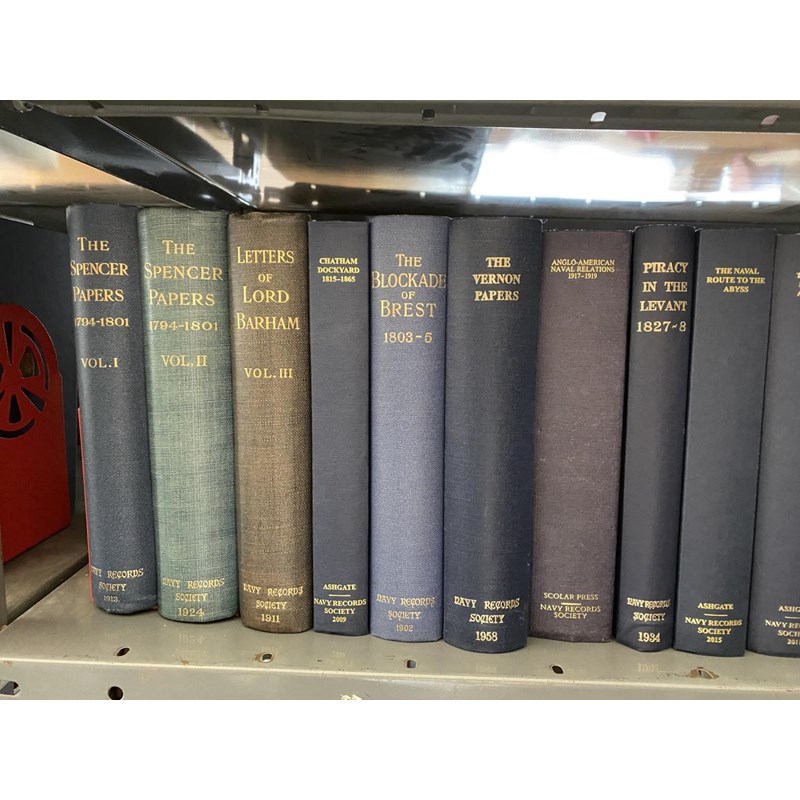 THE
SPENCER
PAPERS
1794-1801
VOL.I
NAVY RECORDS
SOCIETY
1913.
THE
SPENCER
PAPERS
1794-1801
VOL.II
NAVY RECORDS
SOCIETY
1924
LETTERS
OF
LORD
BARHAM
VOL.III
NAVY RECORDS
SOCIETY
1911
CHATHAM
DOCKYARD
1815-1865
ASHGATE
NAVY RECORDS
SOCIETY
2009
THE
BLOCKADE
OF
BREST
1803-5
NAVY RECORDS
SOCIETY
1902
THE
VERNON
PAPERS
NAVY RECORDS
SOCIETY
1958
ANGLO-AMERICAN
NAVAL RELATIONS
1917-1919
SCOLAR PRESS
NAVY RECORDS
SOCIETY
PIRACY
IN THE
LEVANT
1827-8
NAVY RECORDS
SOCIETY
1934
THE NAVAL
ROUTE TO THE
ABYSS
ASHGATE
NAVY RECORDS
SOCIETY
2015